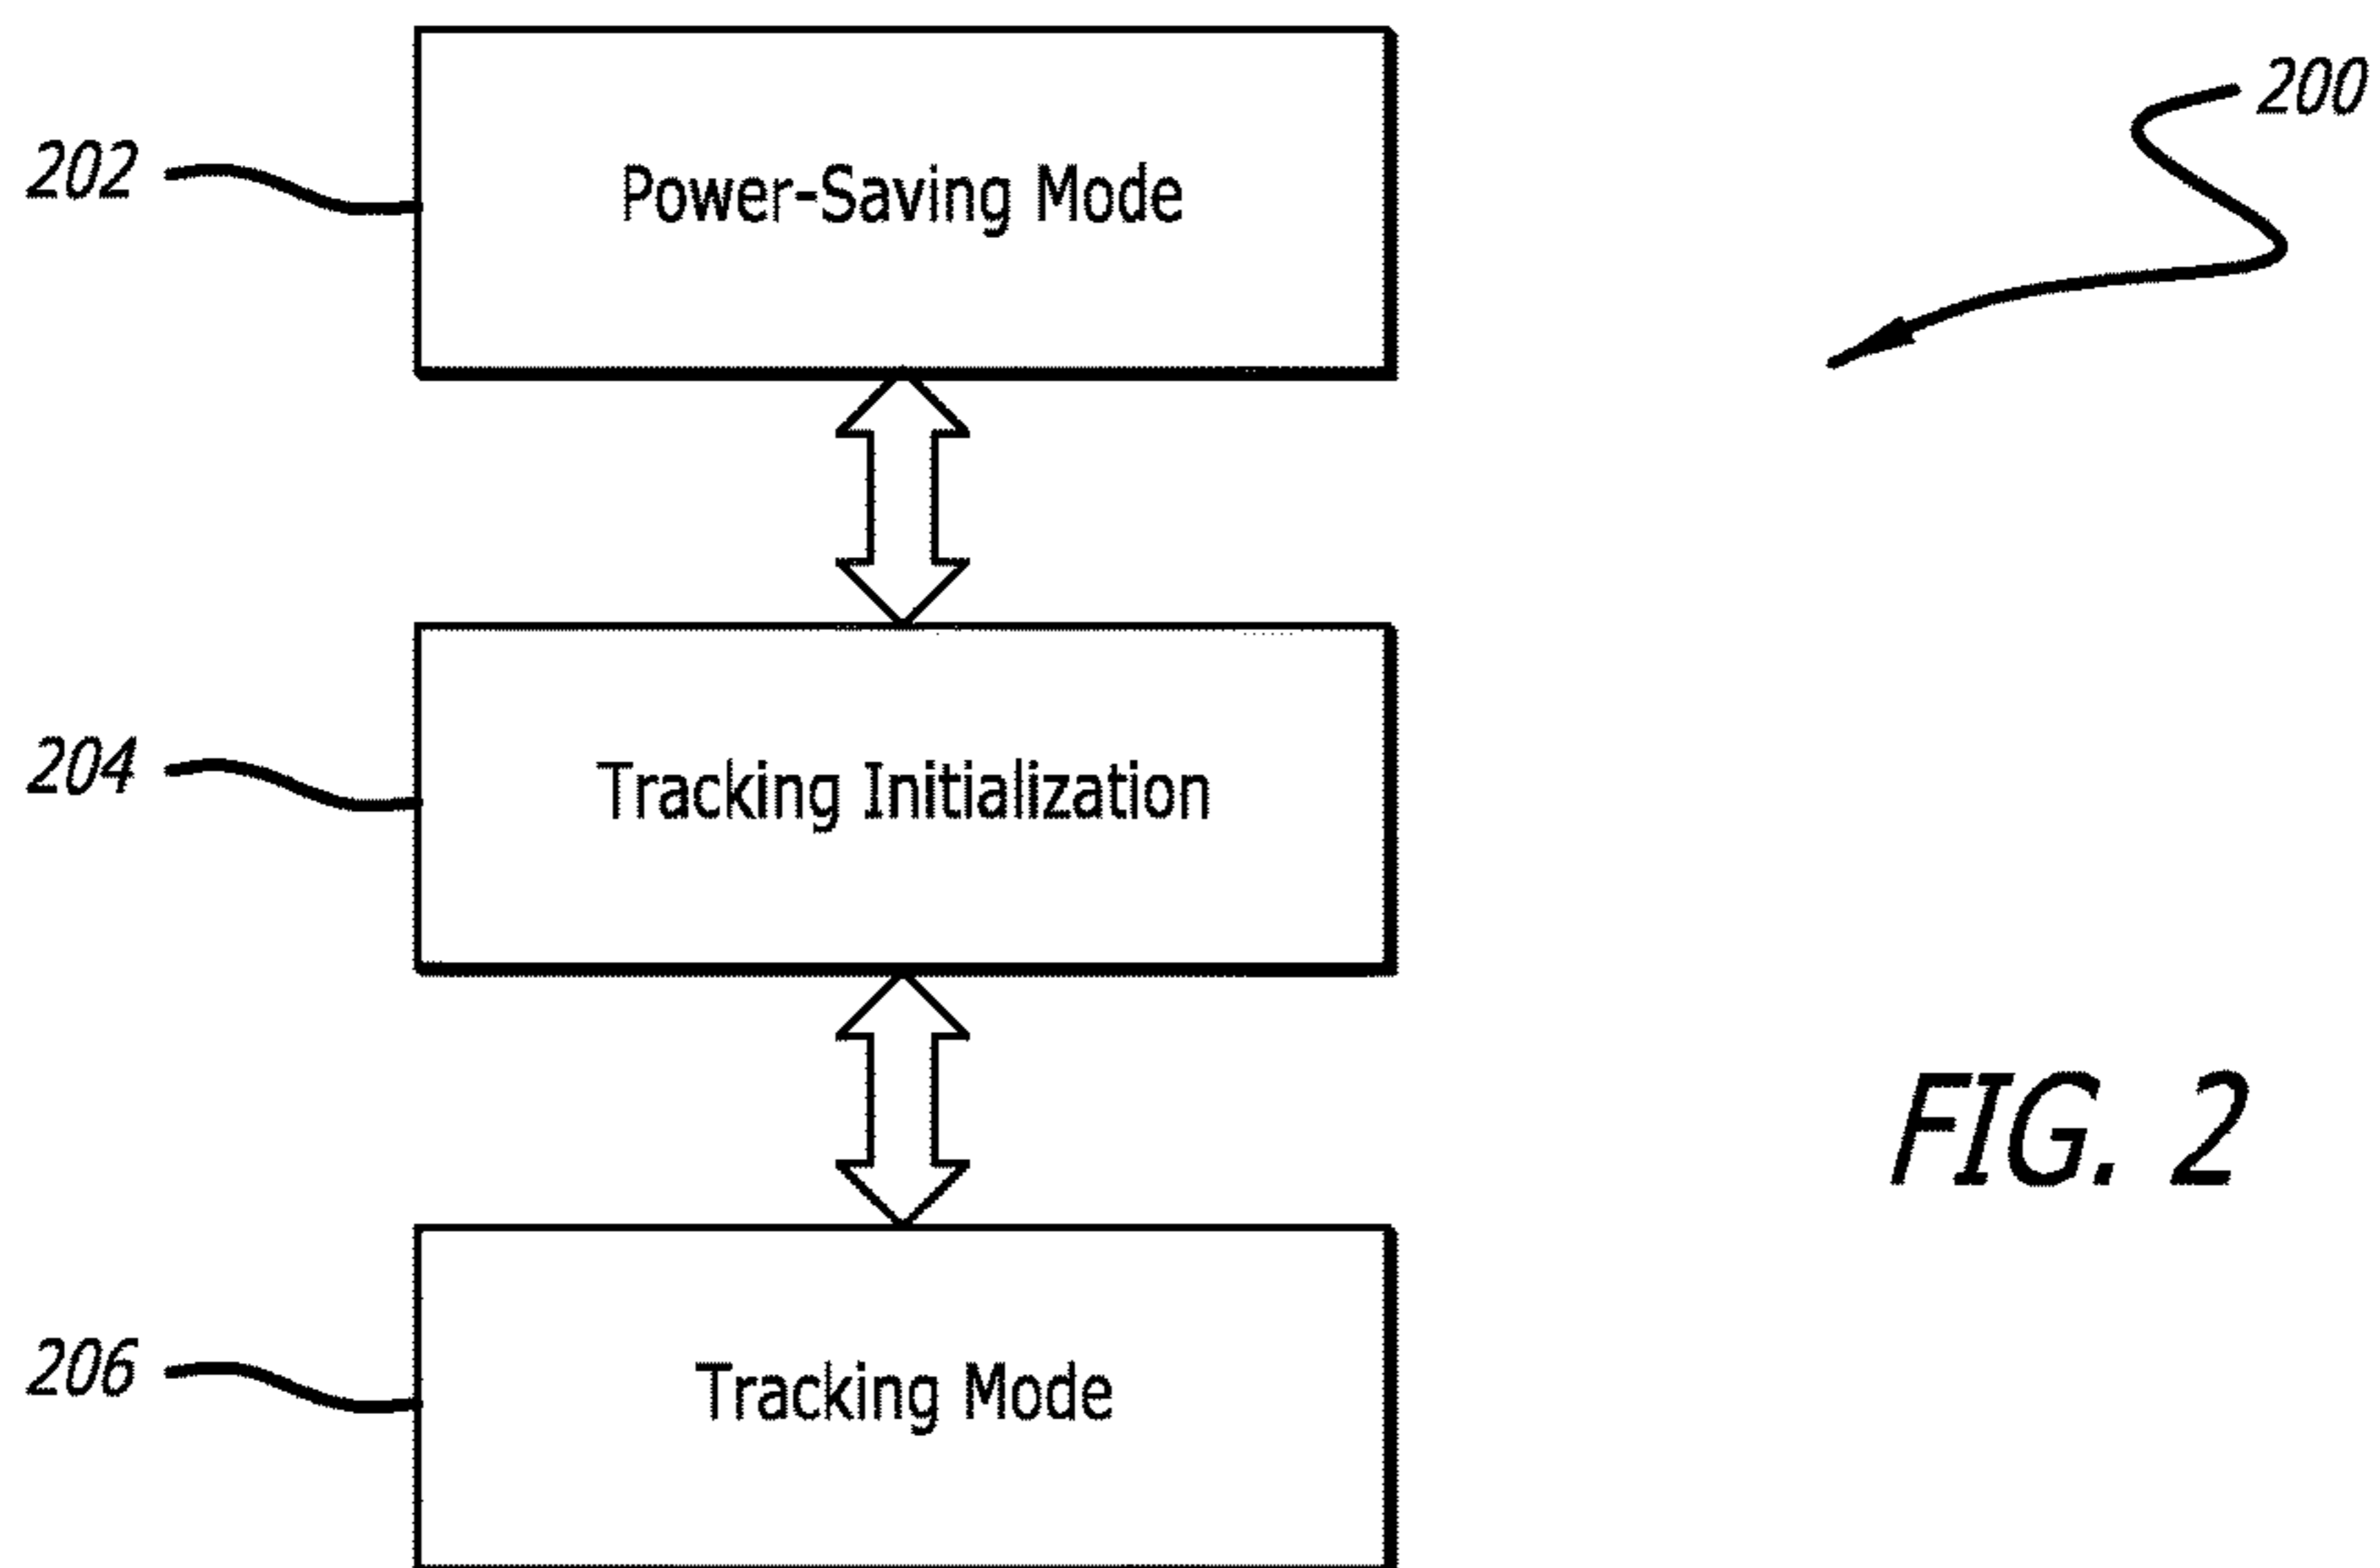 200
202
Power-Saving Mode
204
Tracking Initialization
206
Tracking Mode
FIG. 2